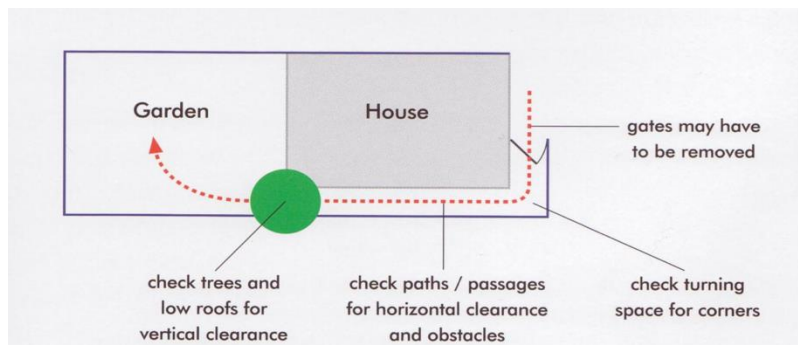 Garden
House
gates may have
to be removed
check trees and
low roofs for
vertical clearance
check paths / passages
for horizontal clearance
and obstacles
check turning
space for corners